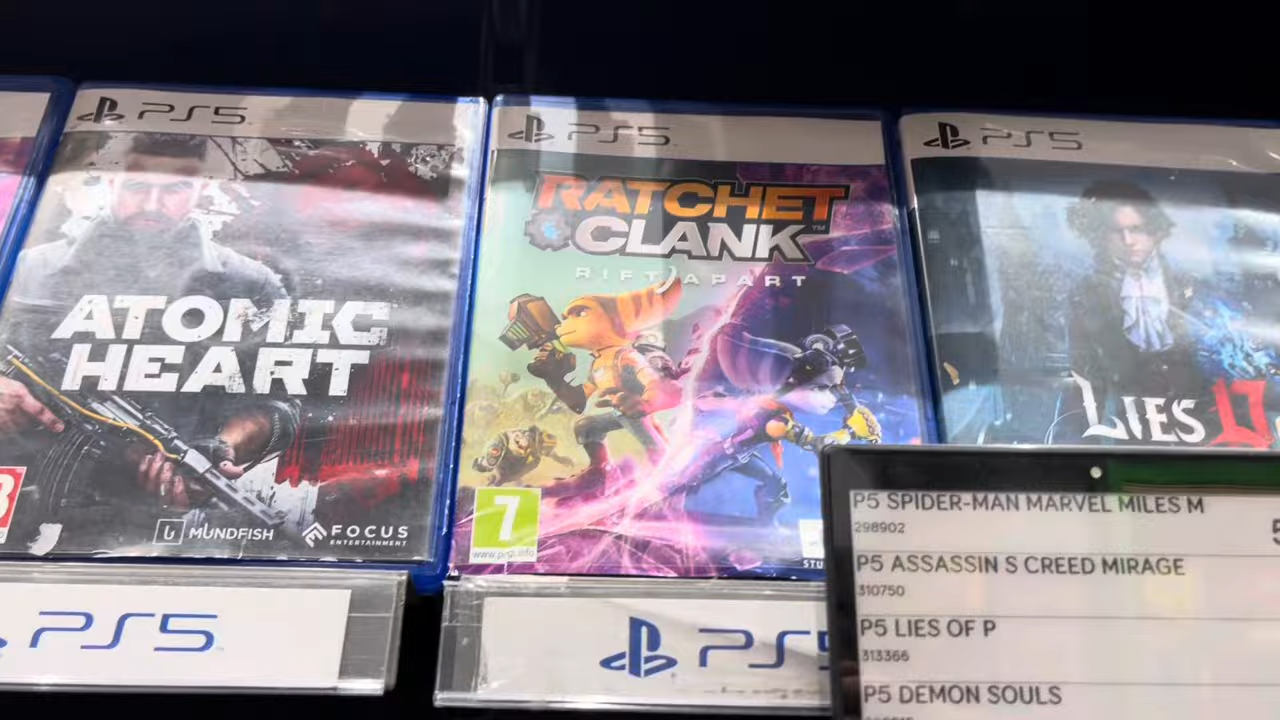 PS5
ATOMIC
HEART
MUNDFISH
FOCUS
ENTERTAINMENT
PS5
PS5
RATCHET
CLANK™
RIFT APART
7
www.pegi.info
PS5
PS5
LIES
P5 SPIDER-MAN MARVEL MILES M
298902
P5 ASSASSIN S CREED MIRAGE
310750
P5 LIES OF P
313366
P5 DEMON SOULS